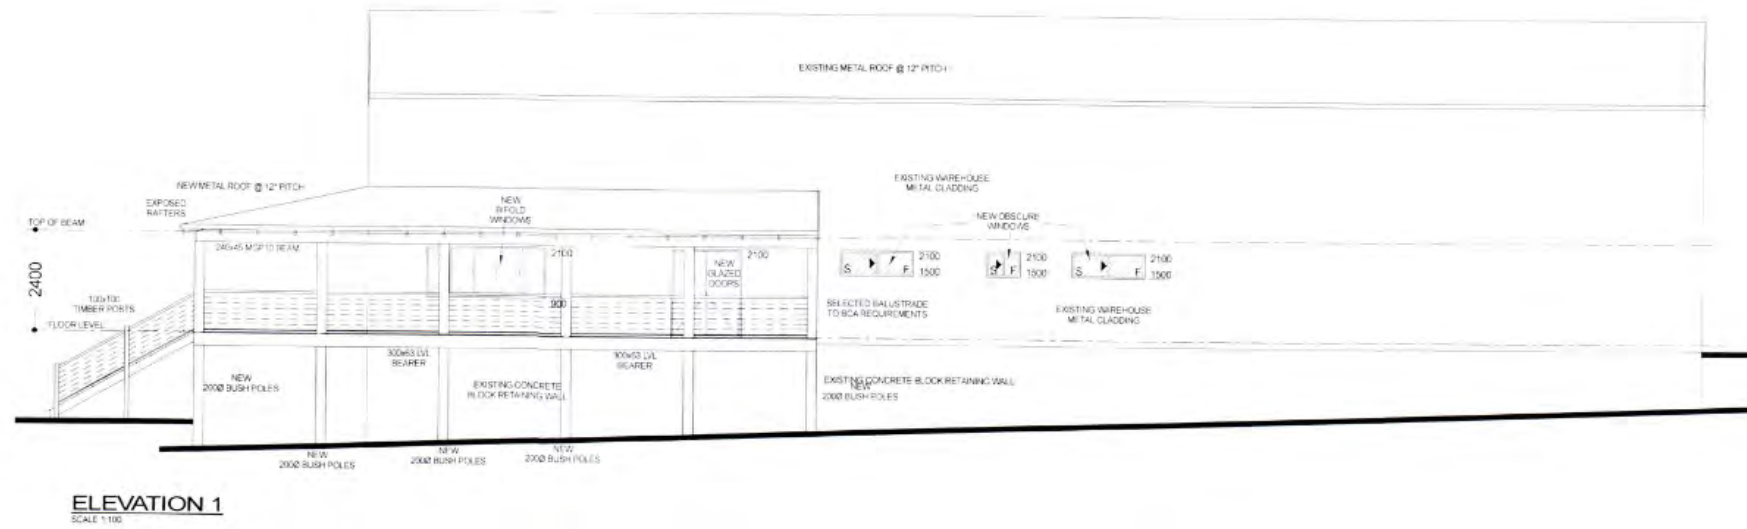 EXISTING METAL ROOF @ 12° PITCH
NEW METAL ROOF @ 12° PITCH
EXISTING WAREHOUSE
METAL CLADDING
EXPOSED
RAFTERS
NEW
BIFOLD
WINDOWS
NEW OBSCURE
WINDOWS
TOP OF BEAM
240x45 MGP10 BEAM
2100
2100
NEW
GLAZED
DOORS
S
F
2100
1500
S
F
2100
1500
S
F
2100
1500
2400
100x100
TIMBER POSTS
900
SELECTED BALUSTRADE
TO BCA REQUIREMENTS
EXISTING WAREHOUSE
METAL CLADDING
FLOOR LEVEL
300x63 LVL
BEARER
300x63 LVL
BEARER
NEW
200Ø BUSH POLES
EXISTING CONCRETE
BLOCK RETAINING WALL
EXISTING CONCRETE BLOCK RETAINING WALL
NEW
200Ø BUSH POLES
NEW
200Ø BUSH POLES
NEW
200Ø BUSH POLES
NEW
200Ø BUSH POLES
ELEVATION 1
SCALE 1:100